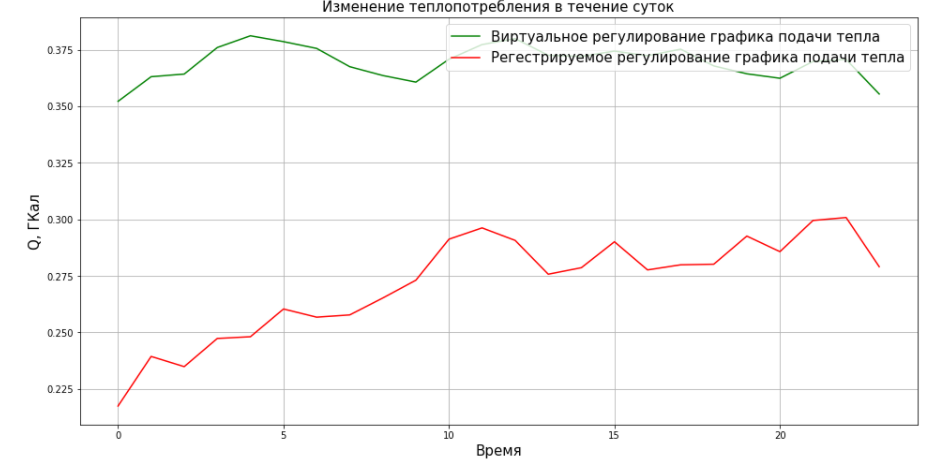 Изменение теплопотребления в течение суток
Виртуальное регулирование графика подачи тепла
Регестрируемое регулирование графика подачи тепла
0.375
0.350
0.325
0.300
0.275
0.250
0.225
Q, ГКал
0 5 10 15 20
Время